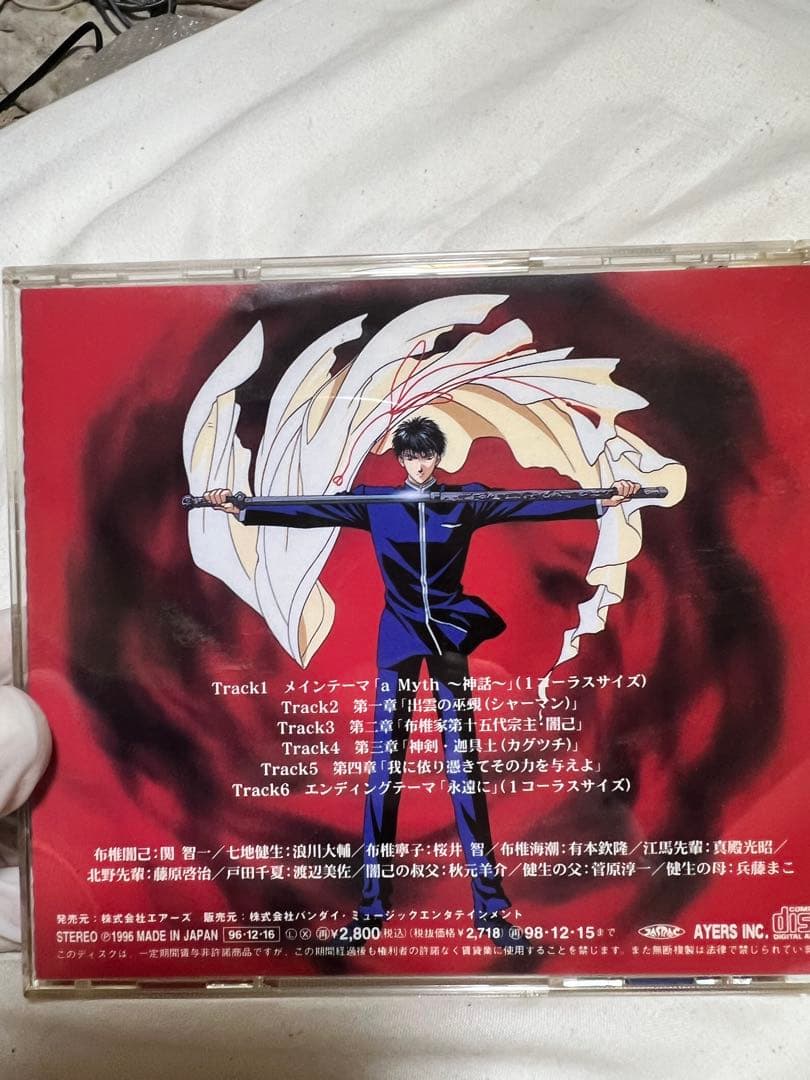 Track1 メインテーマ「a Myth ～神話～」(1コーラスサイズ)
Track2 第一章「出雲の巫覡(シャーマン)」
Track3 第二章「布椎家第十五代宗主・闇己」
Track4 第三章「神剣・迦具土(カグツチ)」
Track5 第四章「我に依り憑きてその力を与えよ」
Track6 エンディングテーマ「永遠に」(1コーラスサイズ)
布椎闇己：関 智一／七地健生：浪川大輔／布椎寧子：桜井 智／布椎海潮：有本欽隆／江馬先輩：真殿光昭／
北野先輩：藤原啓治／戸田千夏：渡辺美佐／闇己の叔父：秋元羊介／健生の父：菅原淳一／健生の母：兵藤まこ
発売元：株式会社エアーズ 販売元：株式会社バンダイ・ミュージックエンタテインメント
STEREO Ⓟ1996 MADE IN JAPAN 96・12・16 Ⓛ Ⓧ ¥2,800(税込)(税抜価格¥2,718) 98・12・15まで JASRAC AYERS INC. COMP disc DIGITAL A
このディスクは、一定期間賃与非許諾商品ですが、この期間経過後も権利者の許諾なく賃貸業に使用することを禁じます。また無断複製は法律で禁じられてい